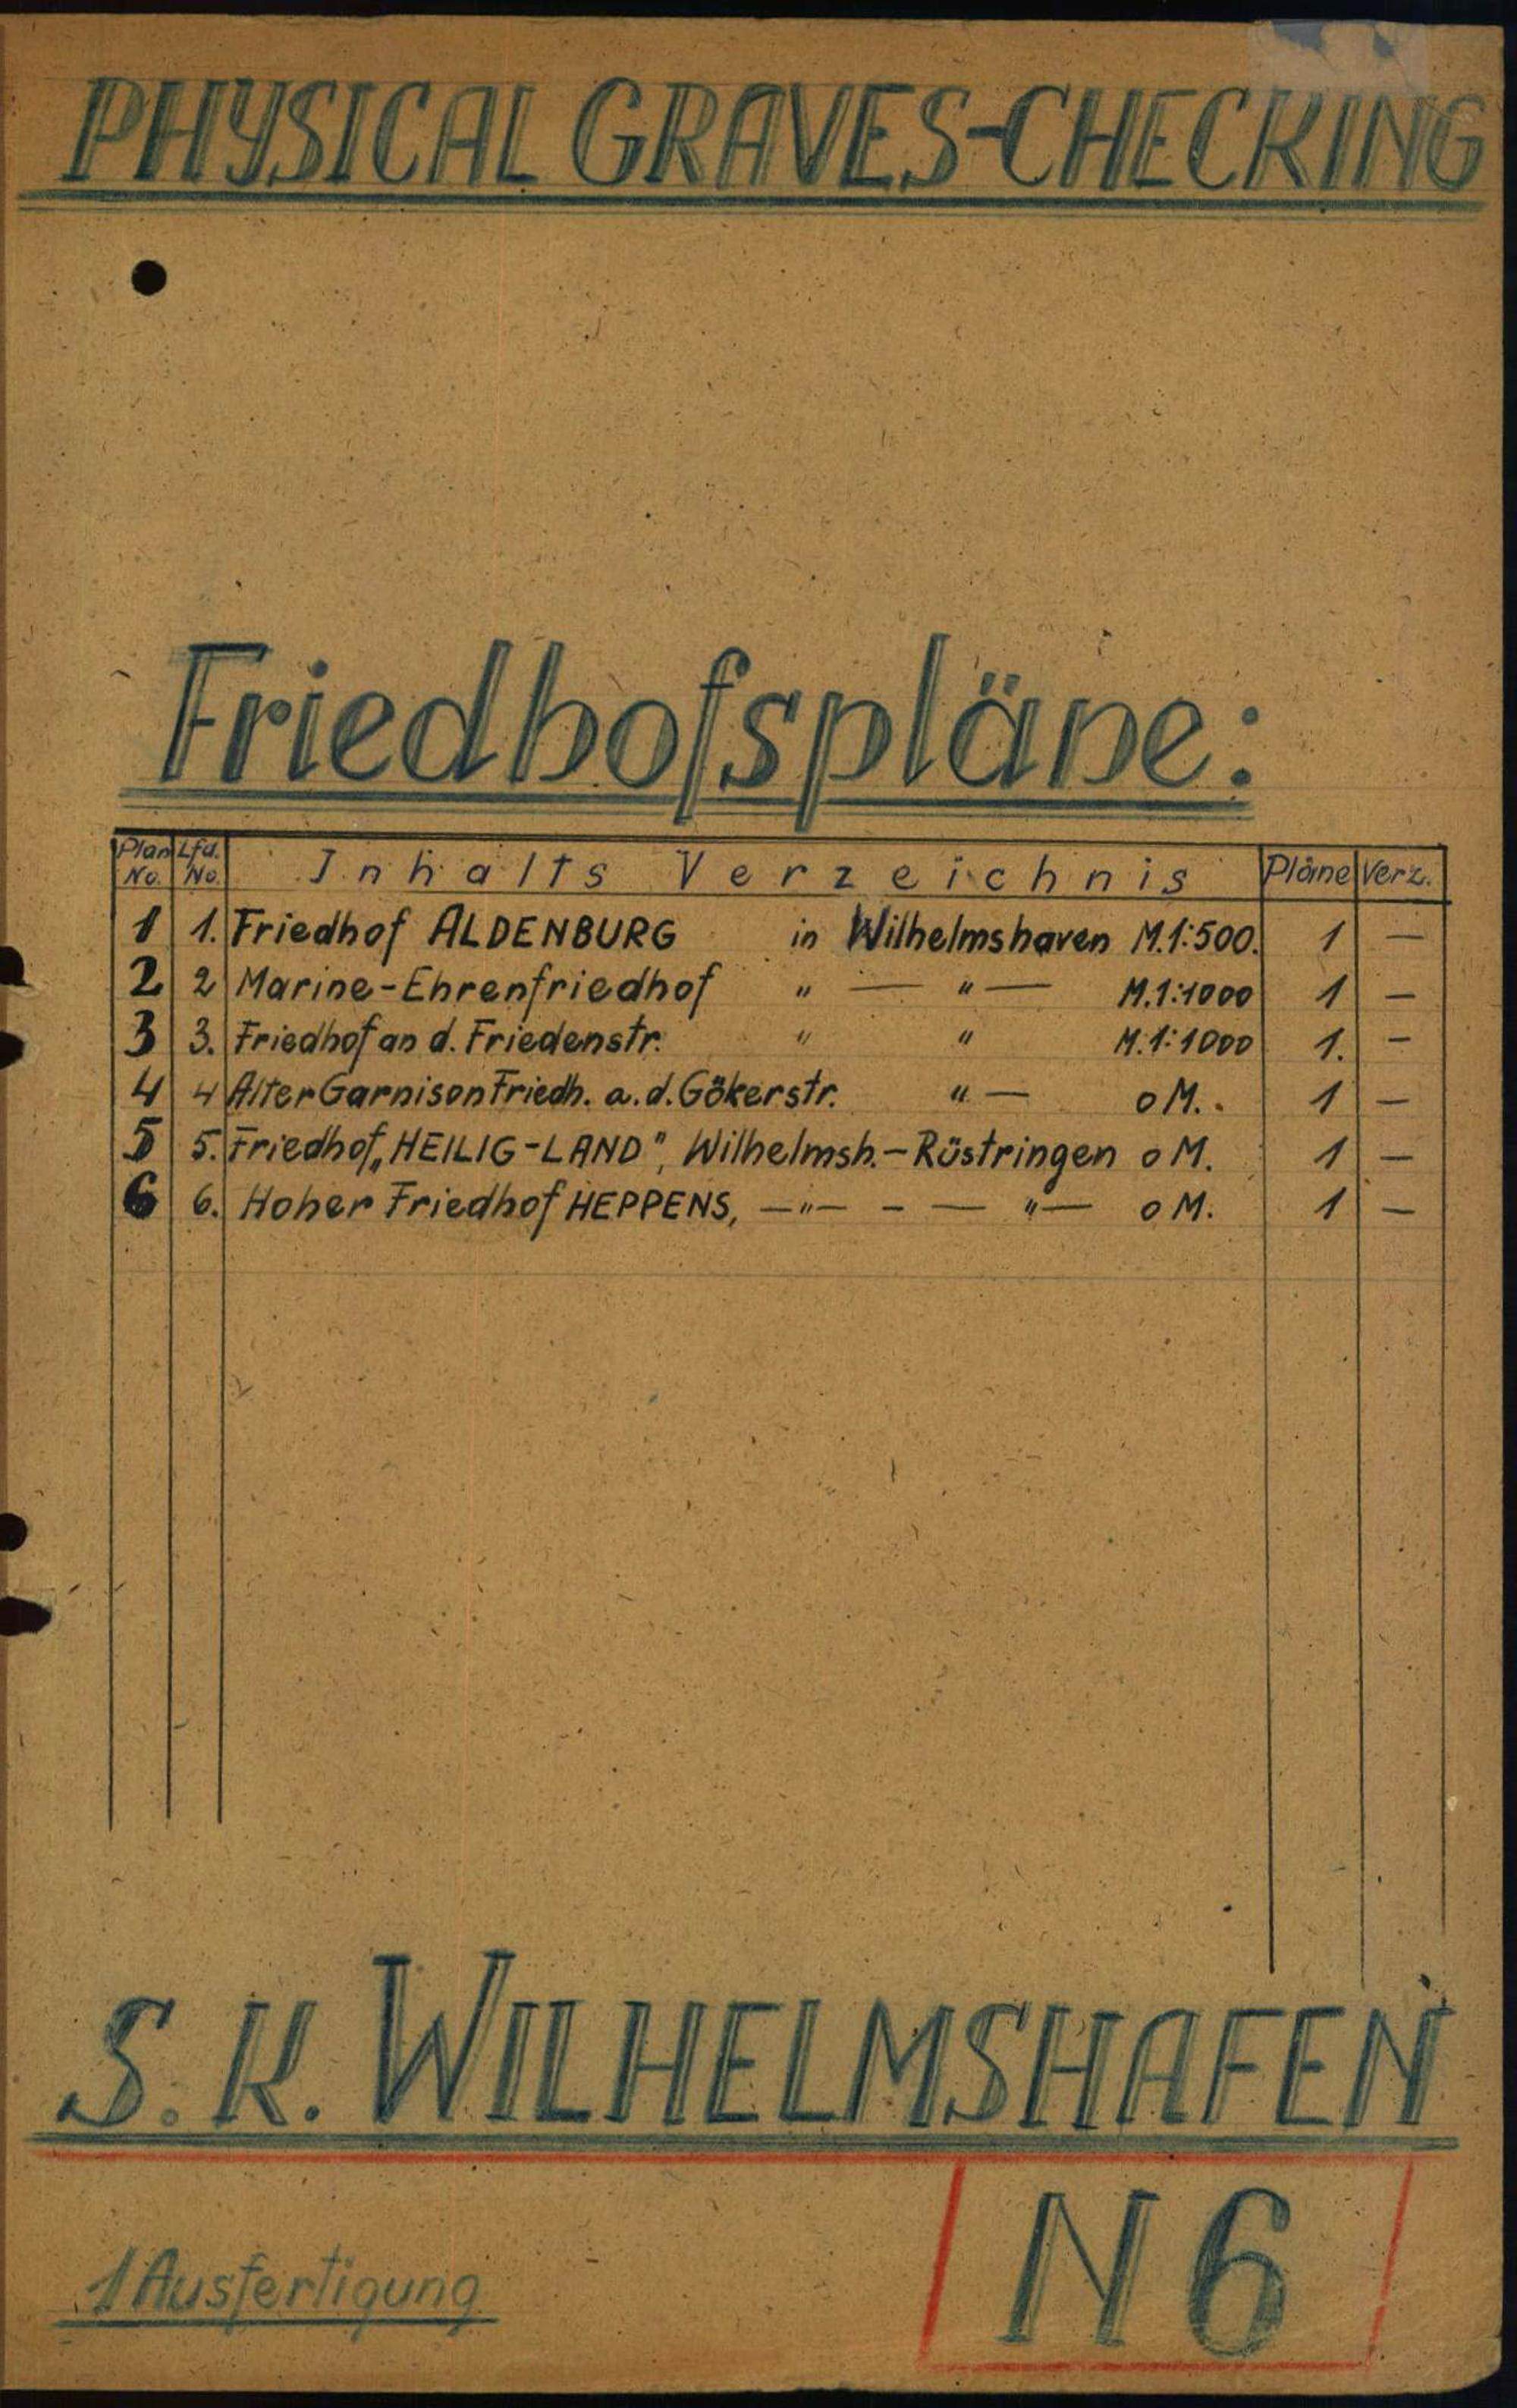 PHYSICAL GRAVES-CHECKING
Friedhofspläne:
Plan No. Lfd. No. Inhalts Verzeichnis Pläne Verz.
1 1. Friedhof ALDENBURG in Wilhelmshaven M.1:500. 1 —
2 2 Marine-Ehrenfriedhof " — " — M.1:1000 1 —
3 3. Friedhof an d. Friedenstr. " " M.1:1000 1. —
4 4 Alter Garnison Friedh. a.d. Gökerstr. " — o M.. 1 —
5 5. Friedhof „HEILIG-LAND", Wilhelmsh.-Rüstringen o M. 1 —
6 6. Hoher Friedhof HEPPENS, —"— - — "— o M. 1 —
S. K. WILHELMSHAFEN
1 Ausfertigung
N 6